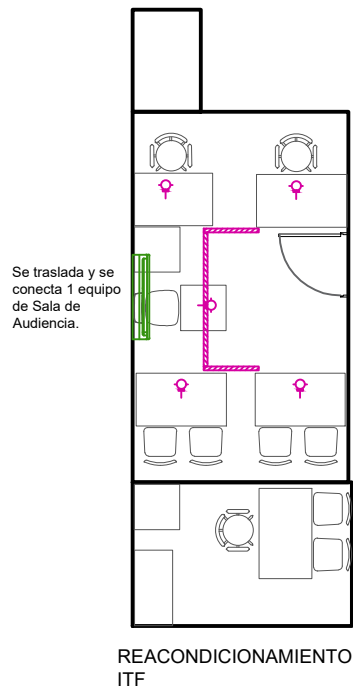 Se traslada y se
conecta 1 equipo
de Sala de
Audiencia.
REACONDICIONAMIENTO
ITF